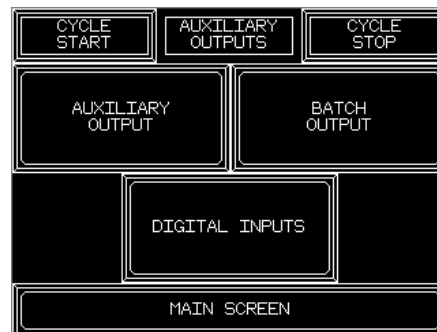 CYCLE
START
AUXILIARY
OUTPUTS
CYCLE
STOP
AUXILIARY
OUTPUT
BATCH
OUTPUT
DIGITAL INPUTS
MAIN SCREEN